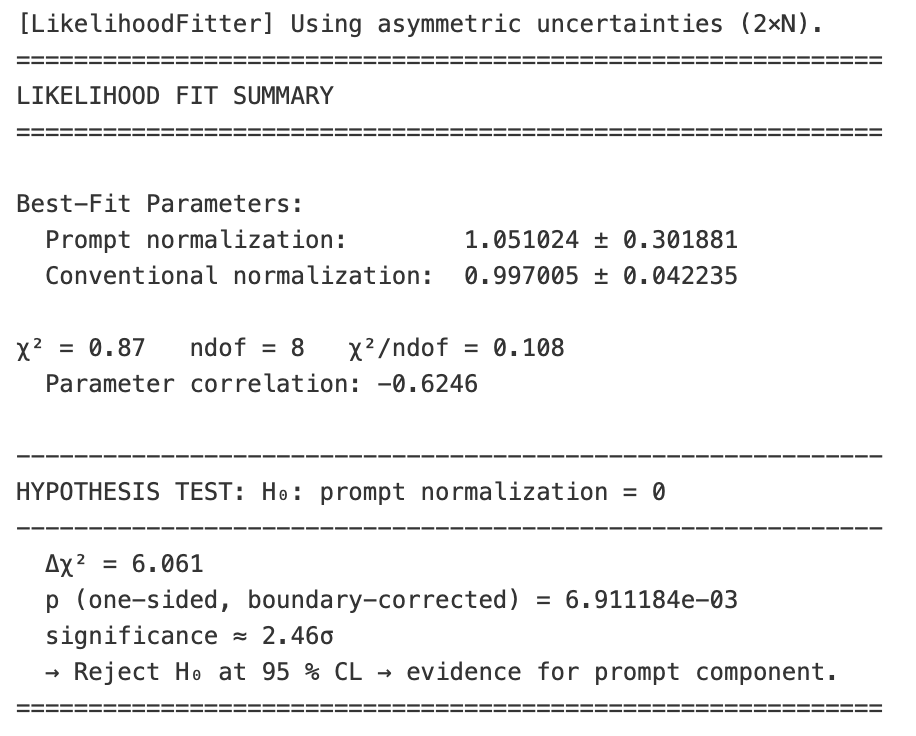 [LikelihoodFitter] Using asymmetric uncertainties (2×N).
============================================================
LIKELIHOOD FIT SUMMARY
============================================================
Best-Fit Parameters:
Prompt normalization: 1.051024 ± 0.301881
Conventional normalization: 0.997005 ± 0.042235
χ² = 0.87 ndof = 8 χ²/ndof = 0.108
Parameter correlation: -0.6246
------------------------------------------------------------
HYPOTHESIS TEST: H₀: prompt normalization = 0
------------------------------------------------------------
Δχ² = 6.061
p (one-sided, boundary-corrected) = 6.911184e-03
significance ≈ 2.46σ
→ Reject H₀ at 95 % CL → evidence for prompt component.
============================================================